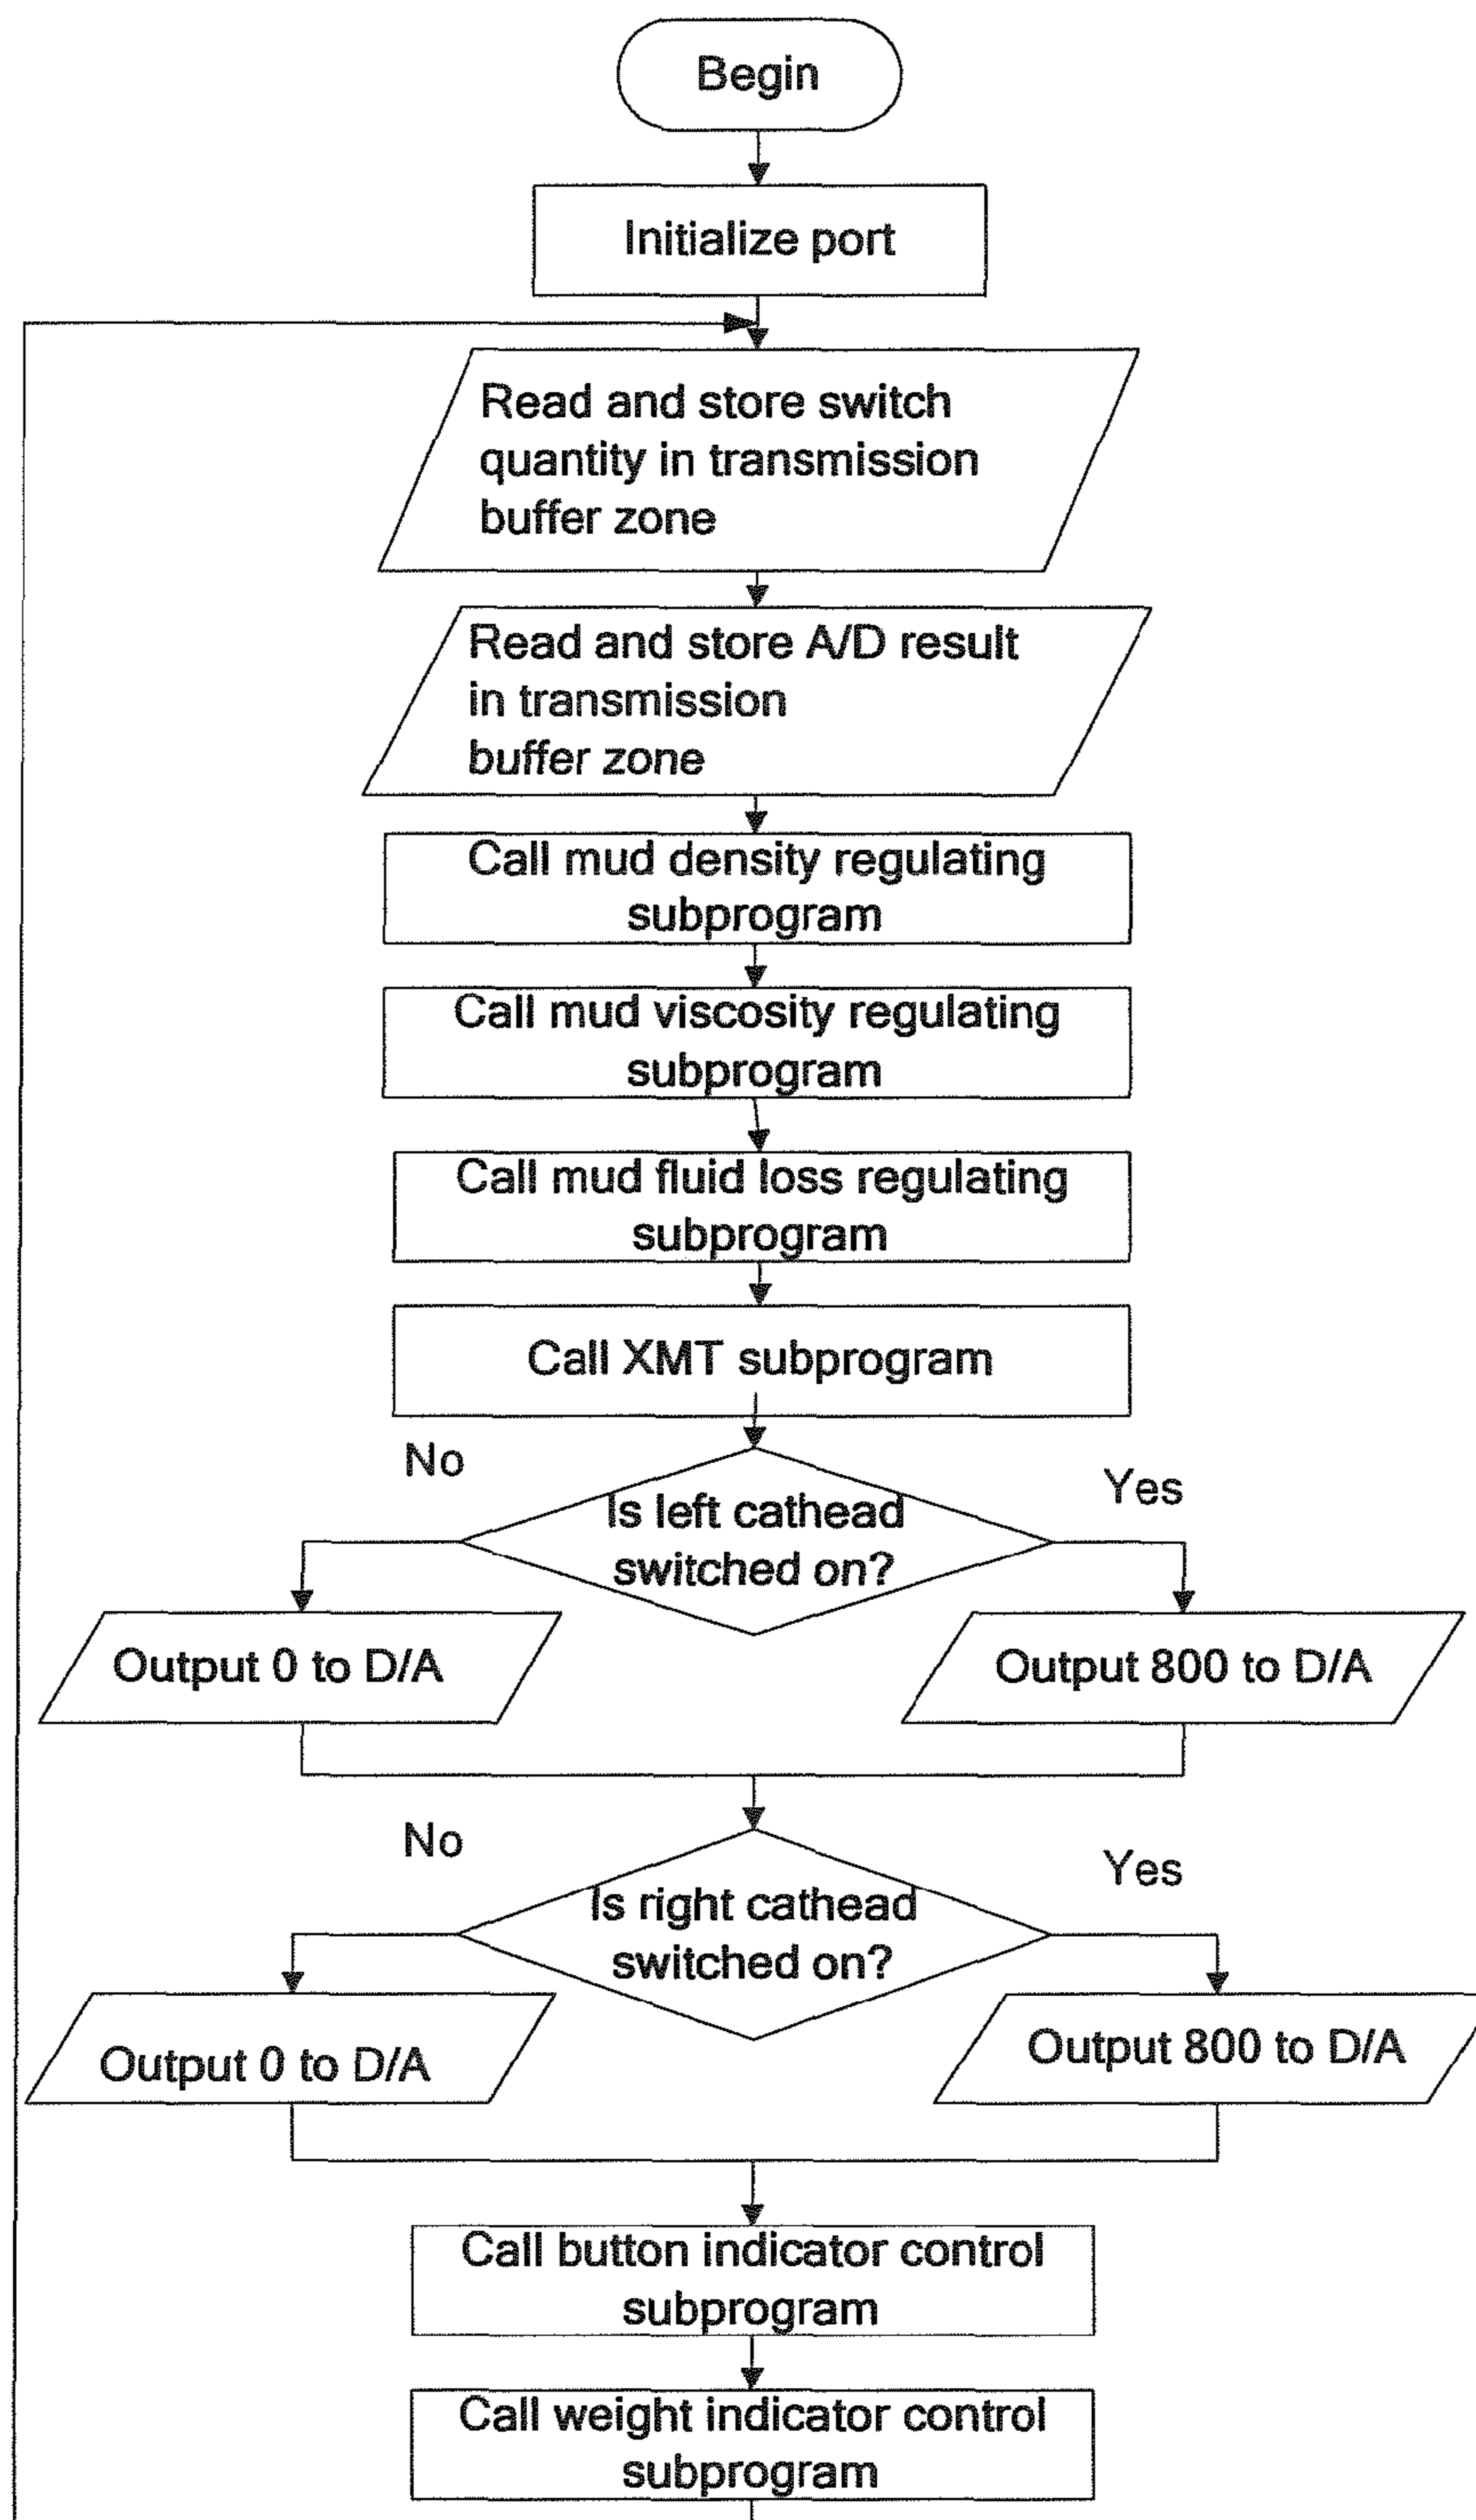 Begin
Initialize port
Read and store switch
quantity in transmission
buffer zone
Read and store A/D result
in transmission
buffer zone
Call mud density regulating
subprogram
Call mud viscosity regulating
subprogram
Call mud fluid loss regulating
subprogram
Call XMT subprogram
No
Yes
Is left cathead
switched on?
Output 0 to D/A
Output 800 to D/A
No
Yes
Is right cathead
switched on?
Output 0 to D/A
Output 800 to D/A
Call button indicator control
subprogram
Call weight indicator control
subprogram